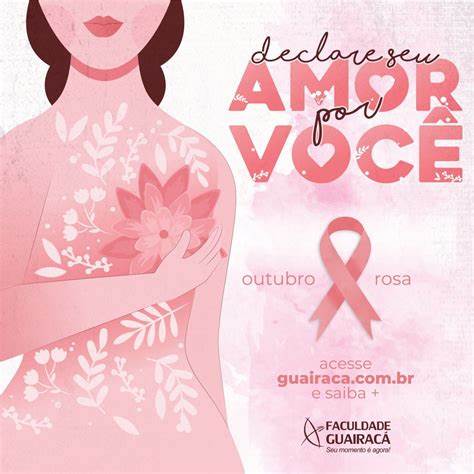 declare seu
AMOR
por
VOCÊ
outubro rosa
acesse
guairaca.com.br
e saiba +
FACULDADE
GUAIRACÁ
Seu momento é agora!